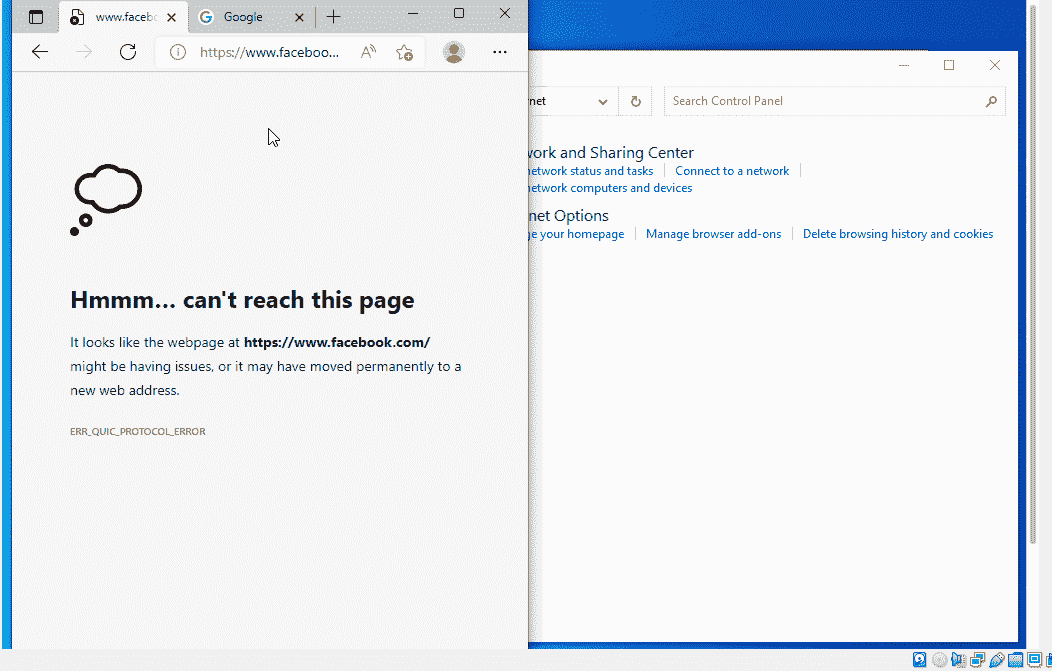 www.faceb
Google
https://www.faceboo...
Hmmm... can't reach this page
It looks like the webpage at https://www.facebook.com/
might be having issues, or it may have moved permanently to a
new web address.
ERR_QUIC_PROTOCOL_ERROR
net
Search Control Panel
work and Sharing Center
network status and tasks
Connect to a network
network computers and devices
net Options
ge your homepage
Manage browser add-ons
Delete browsing history and cookies